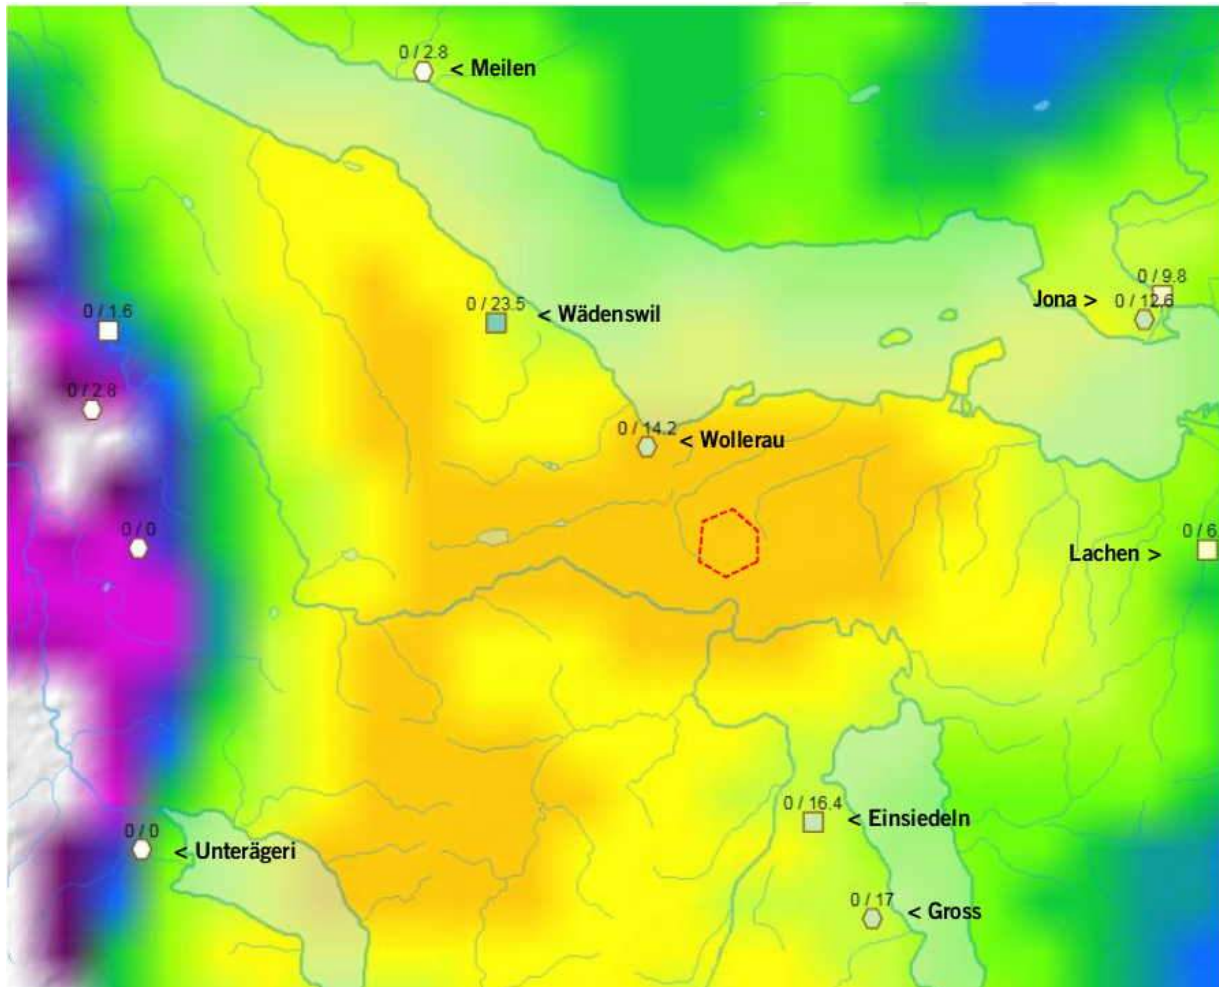 0 / 2.8
< Meilen
0 / 9.8
Jona >
0 / 12.6
0 / 1.6
0 / 23.5
< Wädenswil
0 / 2.8
0 / 14.2
< Wollerau
0 / 0
0 / 6
Lachen >
0 / 16.4
< Einsiedeln
0 / 0
< Unterägeri
0 / 17
< Gross